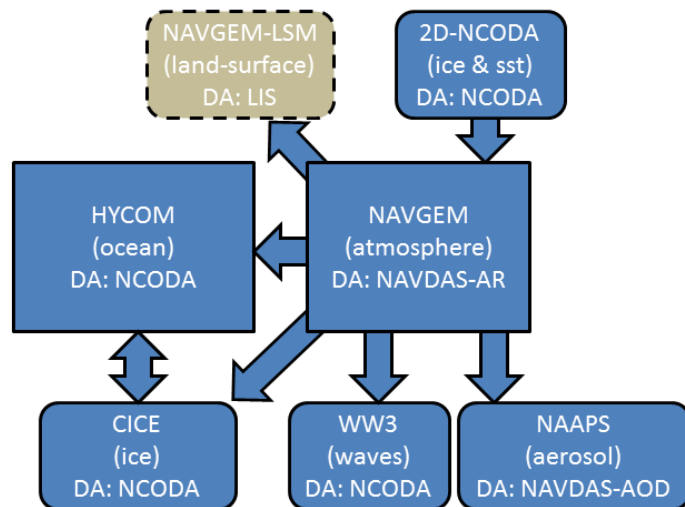 NAVGEM-LSM
(land-surface)
DA: LIS
2D-NCODA
(ice & sst)
DA: NCODA
HYCOM
(ocean)
DA: NCODA
NAVGEM
(atmosphere)
DA: NAVDAS-AR
CICE
(ice)
DA: NCODA
WW3
(waves)
DA: NCODA
NAAPS
(aerosol)
DA: NAVDAS-AOD